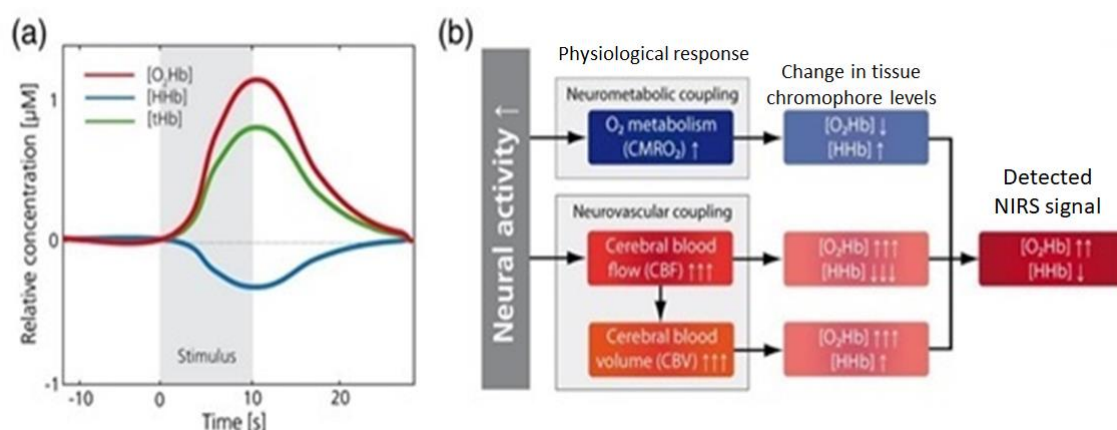 (a)
[O₂Hb]
[HHb]
[tHb]
Relative concentration [µM]
1
0
-1
Stimulus
-10
0
10
20
Time [s]
(b)
Neural activity ↑
Physiological response
Neurometabolic coupling
O₂ metabolism
(CMRO₂) ↑
Neurovascular coupling
Cerebral blood
flow (CBF) ↑↑↑
Cerebral blood
volume (CBV) ↑↑↑
Change in tissue
chromophore levels
[O₂Hb] ↓
[HHb] ↑
[O₂Hb] ↑↑↑
[HHb] ↓↓↓
[O₂Hb] ↑↑↑
[HHb] ↑
Detected
NIRS signal
[O₂Hb] ↑↑
[HHb] ↓